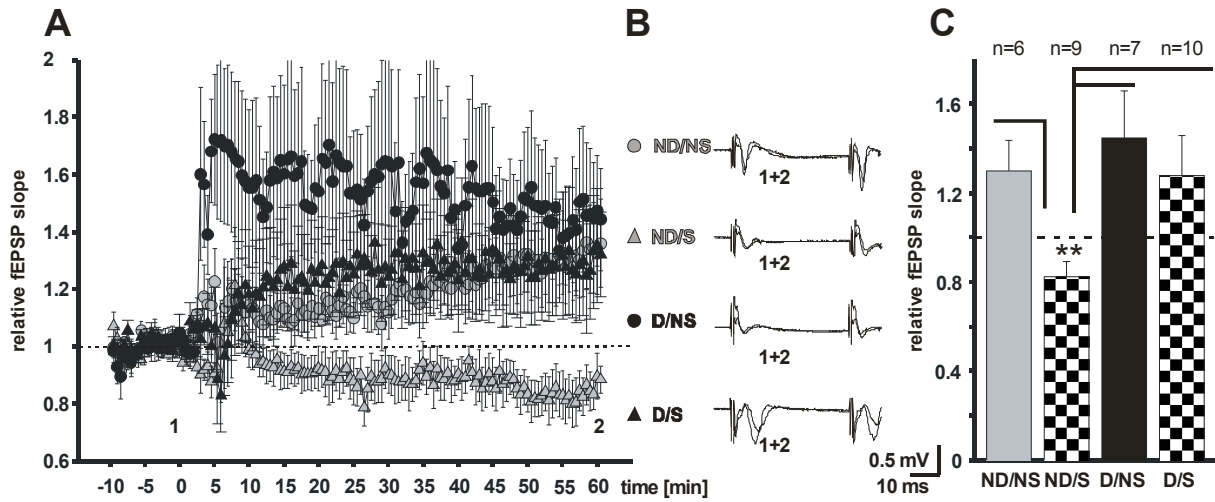 A
relative fEPSP slope
2
1.8
1.6
1.4
1.2
1
0.8
0.6
1
2
-10 -5 0 5 10 15 20 25 30 35 40 45 50 55 60 time [min]
B
ND/NS
1+2
ND/S
1+2
D/NS
1+2
D/S
1+2
0.5 mV
10 ms
C
n=6 n=9 n=7 n=10
relative fEPSP slope
1.6
1.2
0.8
0.4
0
**
ND/NS ND/S D/NS D/S